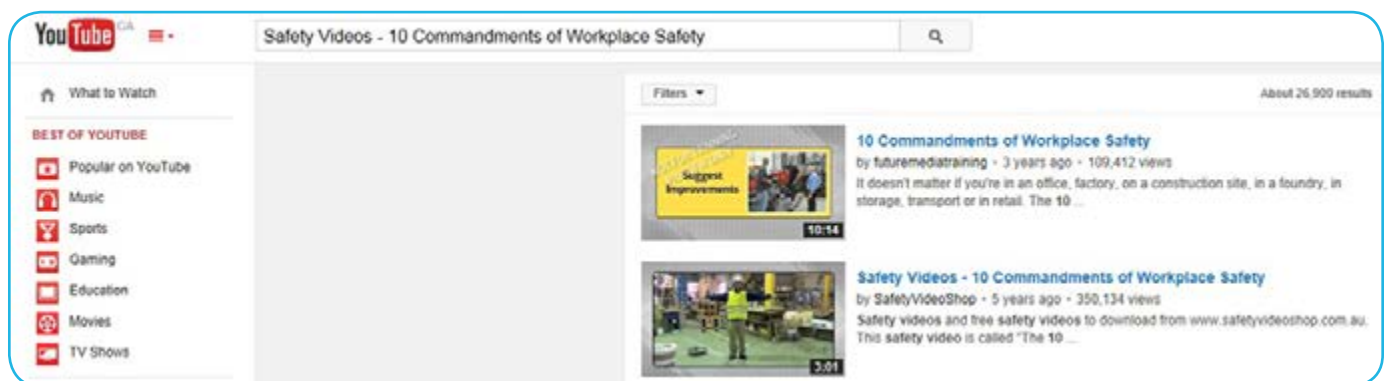 YouTube CA
Safety Videos - 10 Commandments of Workplace Safety
What to Watch
BEST OF YOUTUBE
Popular on YouTube
Music
Sports
Gaming
Education
Movies
TV Shows
Filters
About 26,900 results
Suggest
Improvements
10:14
10 Commandments of Workplace Safety
by futuremediatraining · 3 years ago · 109,412 views
It doesn't matter if you're in an office, factory, on a construction site, in a foundry, in
storage, transport or in retail. The 10 ...
3:01
Safety Videos - 10 Commandments of Workplace Safety
by SafetyVideoShop · 5 years ago · 350,134 views
Safety videos and free safety videos to download from www.safetyvideoshop.com.au.
This safety video is called "The 10 ...